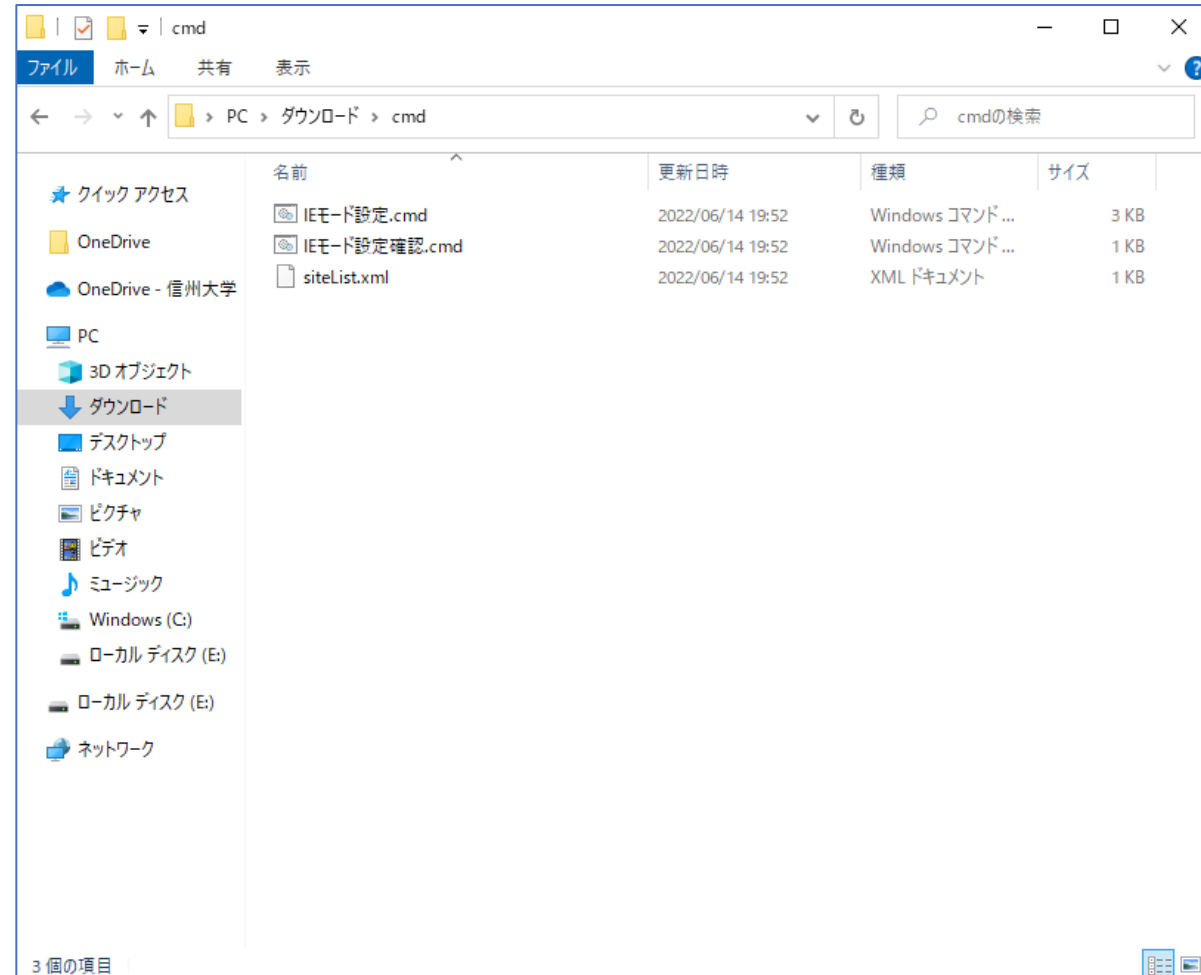 cmd
ファイル ホーム 共有 表示
PC > ダウンロード > cmd
cmdの検索
名前 更新日時 種類 サイズ
IEモード設定.cmd 2022/06/14 19:52 Windows コマンド ... 3 KB
IEモード設定確認.cmd 2022/06/14 19:52 Windows コマンド ... 1 KB
siteList.xml 2022/06/14 19:52 XML ドキュメント 1 KB
クイック アクセス
OneDrive
OneDrive - 信州大学
PC
3D オブジェクト
ダウンロード
デスクトップ
ドキュメント
ピクチャ
ビデオ
ミュージック
Windows (C:)
ローカル ディスク (E:)
ローカル ディスク (E:)
ネットワーク
3 個の項目